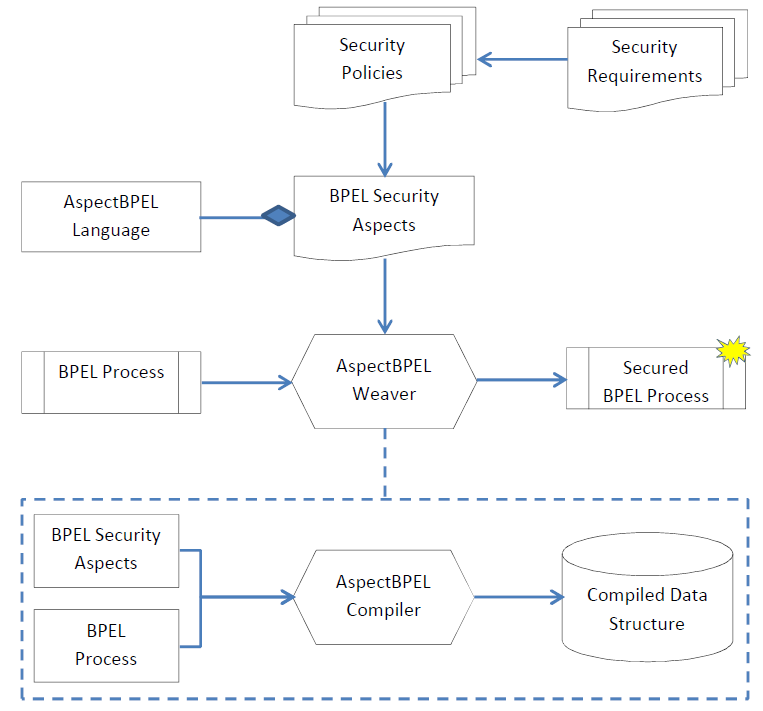 Security
Policies
Security
Requirements
AspectBPEL
Language
BPEL Security
Aspects
BPEL Process
AspectBPEL
Weaver
Secured
BPEL Process
BPEL Security
Aspects
BPEL
Process
AspectBPEL
Compiler
Compiled Data
Structure